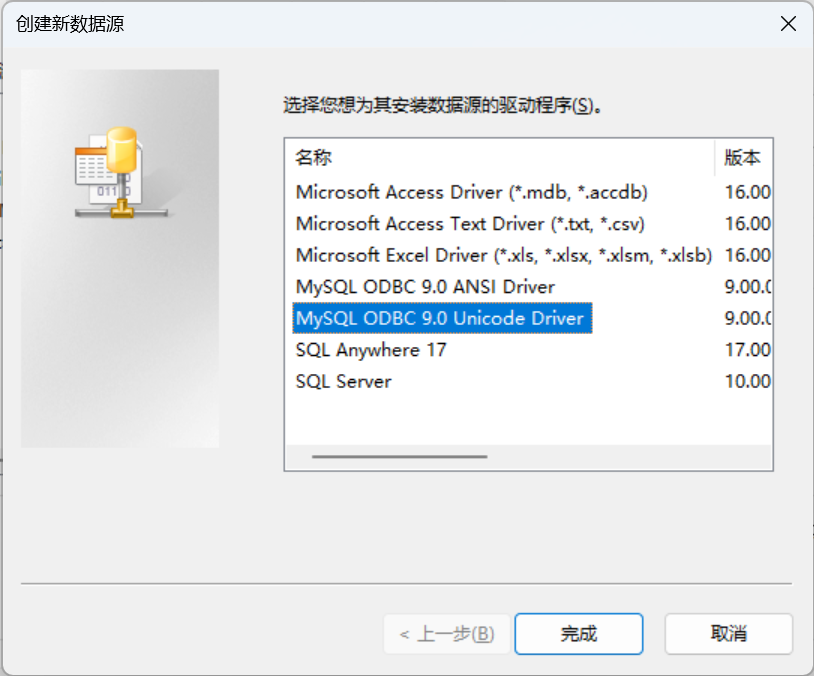 创建新数据源
选择您想为其安装数据源的驱动程序(S)。
名称 版本
Microsoft Access Driver (*.mdb, *.accdb) 16.00
Microsoft Access Text Driver (*.txt, *.csv) 16.00
Microsoft Excel Driver (*.xls, *.xlsx, *.xlsm, *.xlsb) 16.00
MySQL ODBC 9.0 ANSI Driver 9.00.0
MySQL ODBC 9.0 Unicode Driver 9.00.0
SQL Anywhere 17 17.00
SQL Server 10.00
< 上一步(B) 完成 取消